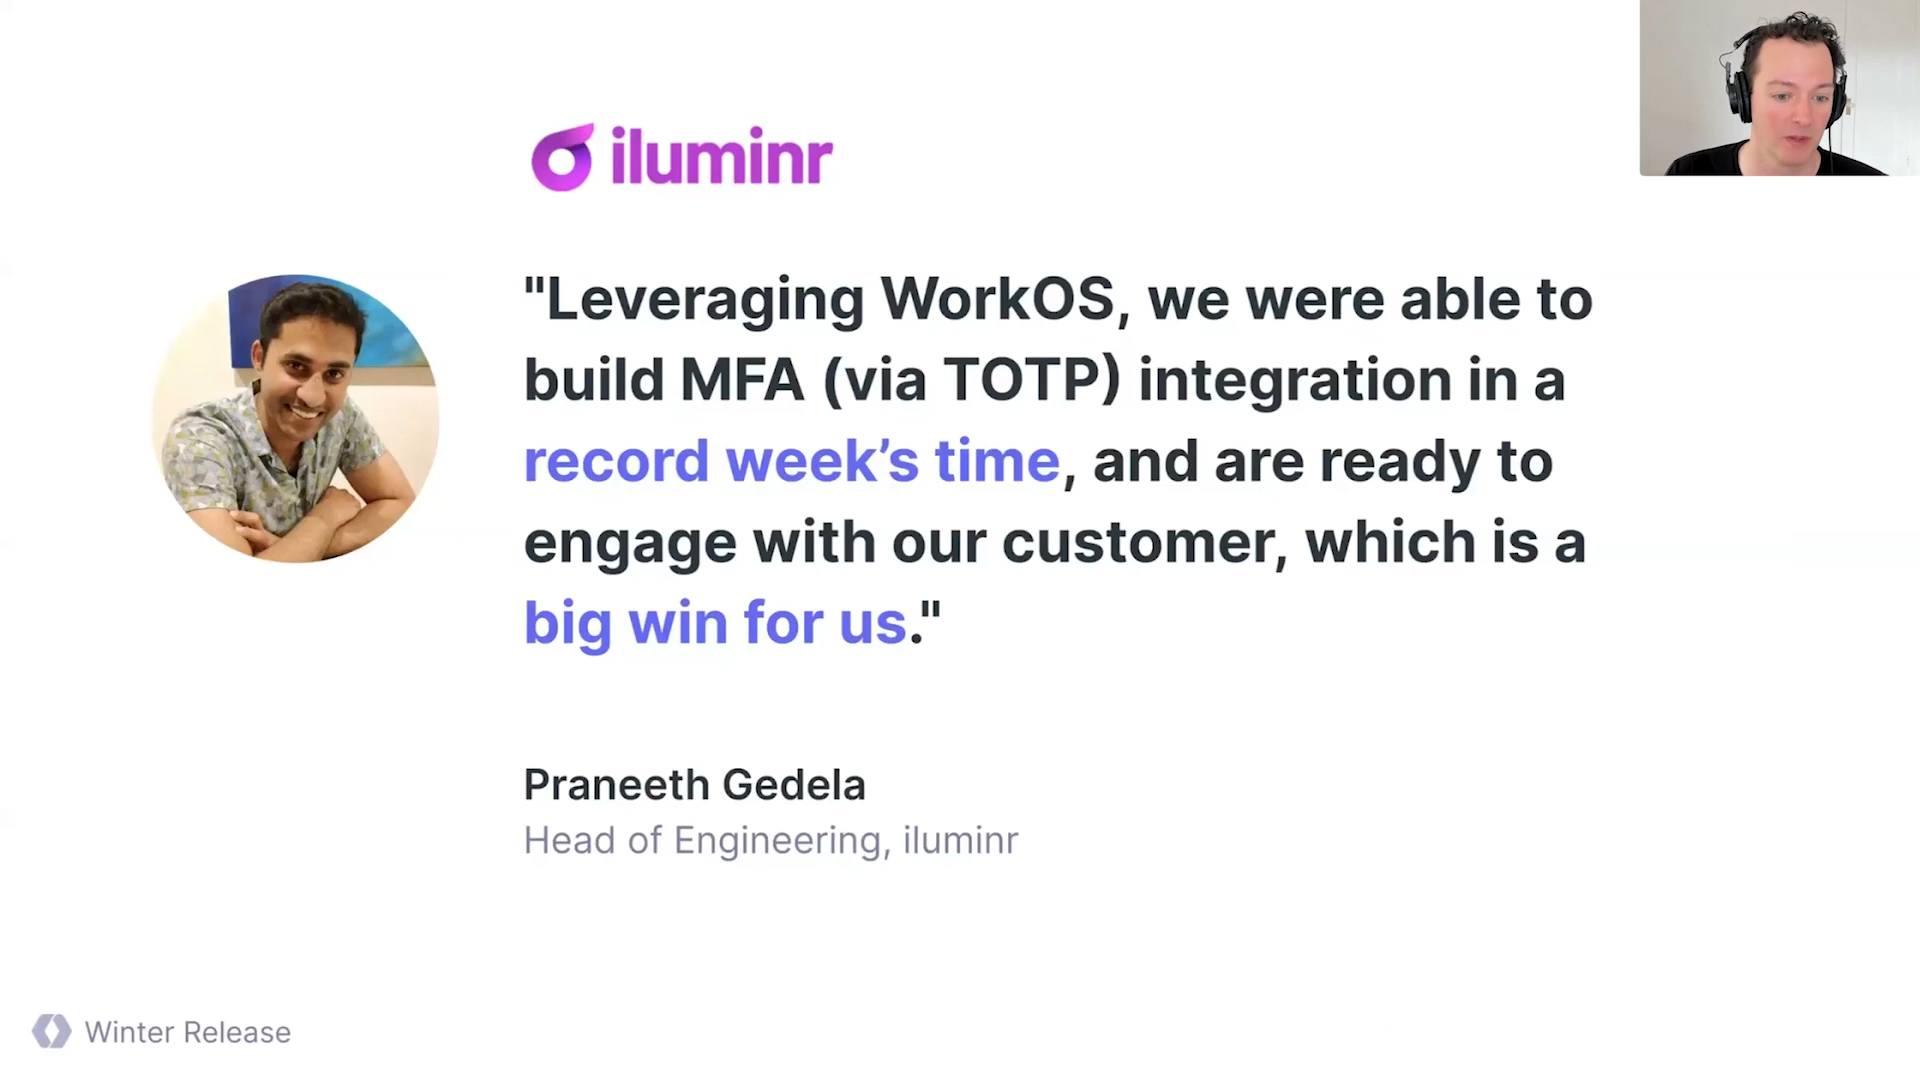 iluminr
"Leveraging WorkOS, we were able to
build MFA (via TOTP) integration in a
record week’s time, and are ready to
engage with our customer, which is a
big win for us."
Praneeth Gedela
Head of Engineering, iluminr
Winter Release